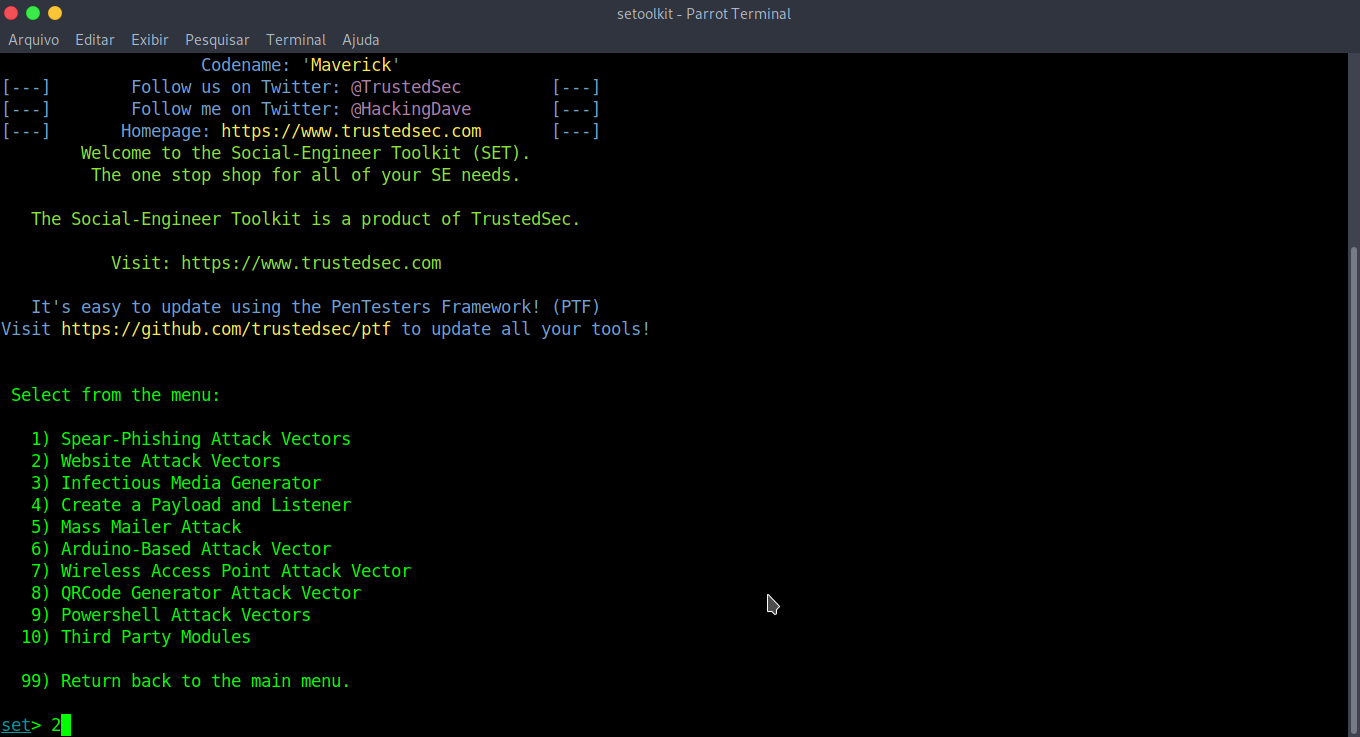 setoolkit - Parrot Terminal
Arquivo Editar Exibir Pesquisar Terminal Ajuda
Codename: 'Maverick'
[---] Follow us on Twitter: @TrustedSec [---]
[---] Follow me on Twitter: @HackingDave [---]
[---] Homepage: https://www.trustedsec.com [---]
Welcome to the Social-Engineer Toolkit (SET).
The one stop shop for all of your SE needs.
The Social-Engineer Toolkit is a product of TrustedSec.
Visit: https://www.trustedsec.com
It's easy to update using the PenTesters Framework! (PTF)
Visit https://github.com/trustedsec/ptf to update all your tools!
Select from the menu:
1) Spear-Phishing Attack Vectors
2) Website Attack Vectors
3) Infectious Media Generator
4) Create a Payload and Listener
5) Mass Mailer Attack
6) Arduino-Based Attack Vector
7) Wireless Access Point Attack Vector
8) QRCode Generator Attack Vector
9) Powershell Attack Vectors
10) Third Party Modules
99) Return back to the main menu.
set> 2